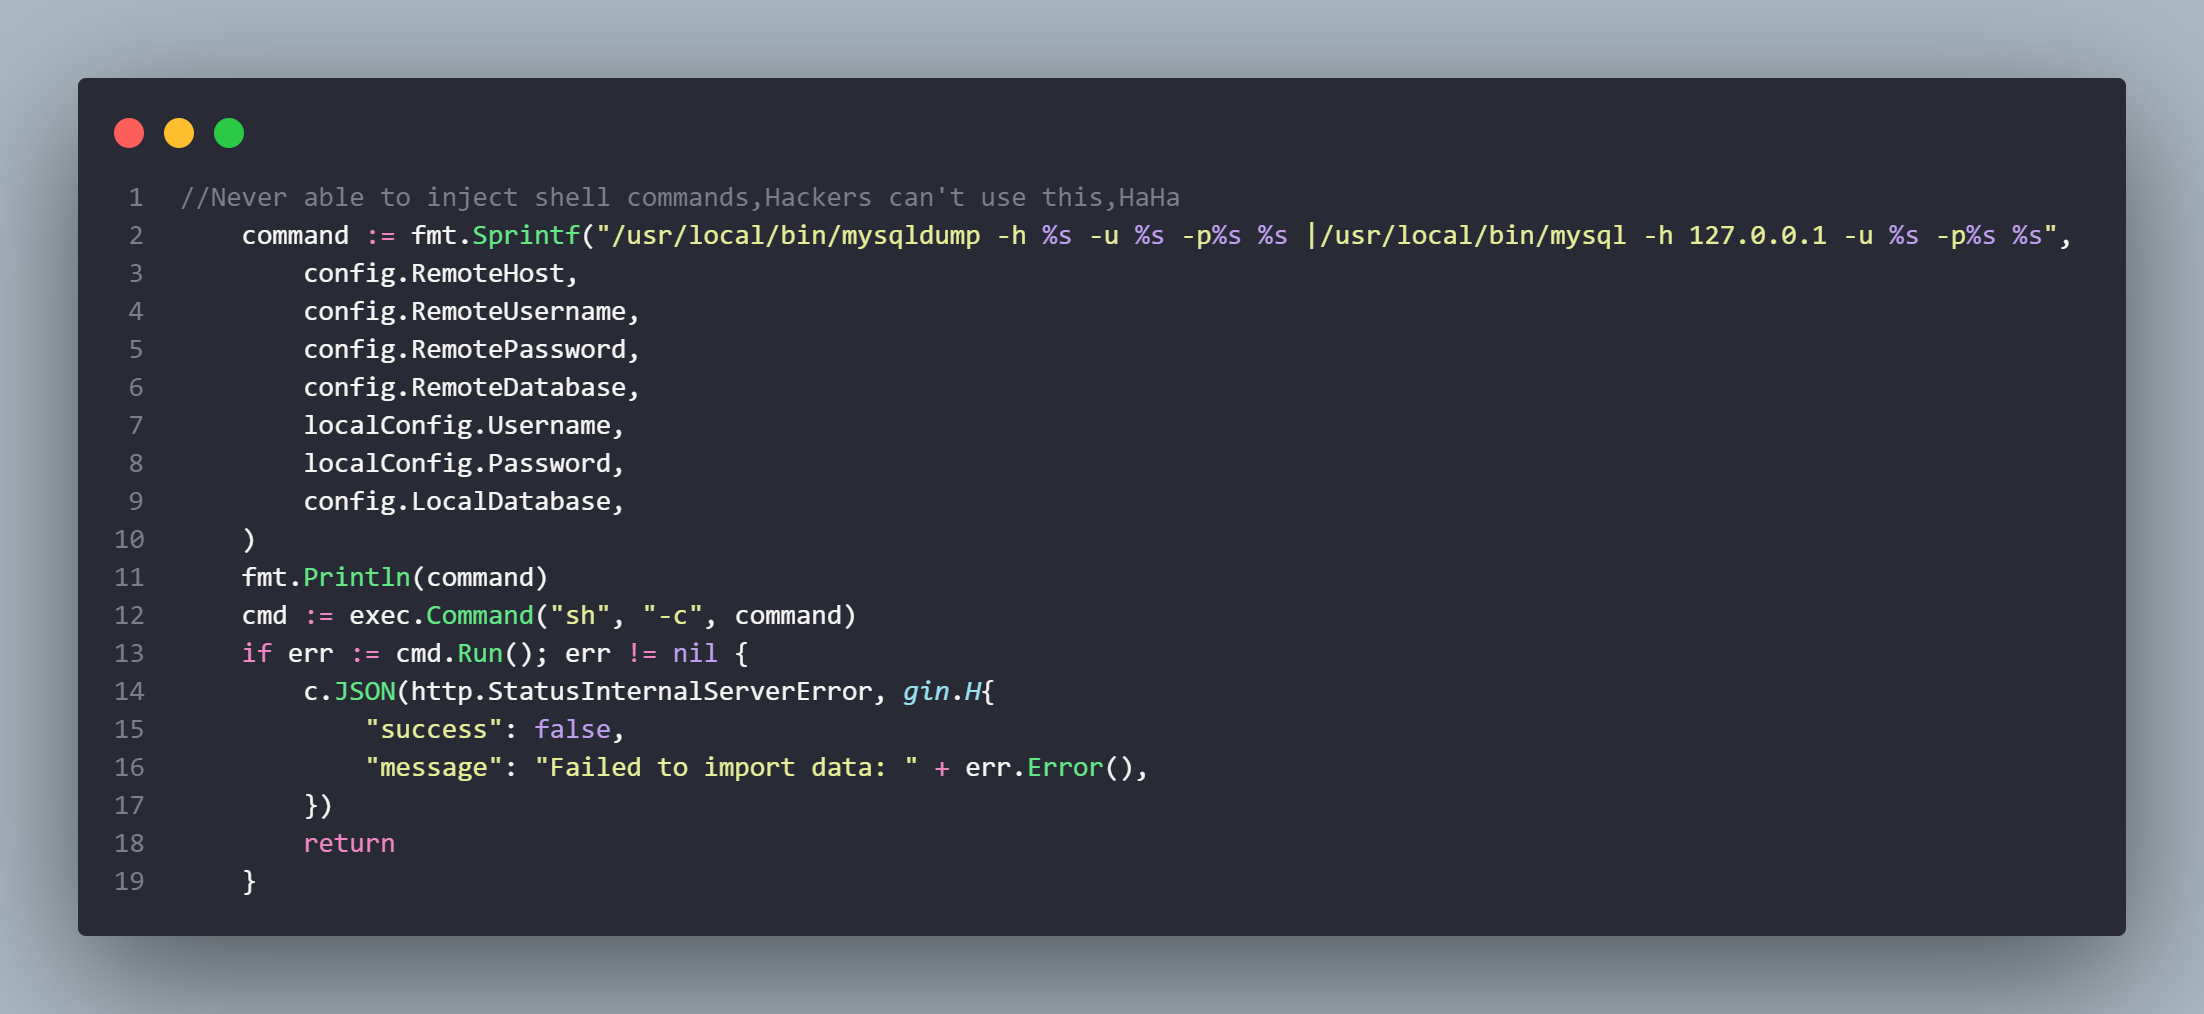 1 //Never able to inject shell commands,Hackers can't use this,HaHa
2 command := fmt.Sprintf("/usr/local/bin/mysqldump -h %s -u %s -p%s %s |/usr/local/bin/mysql -h 127.0.0.1 -u %s -p%s %s",
3 config.RemoteHost,
4 config.RemoteUsername,
5 config.RemotePassword,
6 config.RemoteDatabase,
7 localConfig.Username,
8 localConfig.Password,
9 config.LocalDatabase,
10 )
11 fmt.Println(command)
12 cmd := exec.Command("sh", "-c", command)
13 if err := cmd.Run(); err != nil {
14 c.JSON(http.StatusInternalServerError, gin.H{
15 "success": false,
16 "message": "Failed to import data: " + err.Error(),
17 })
18 return
19 }